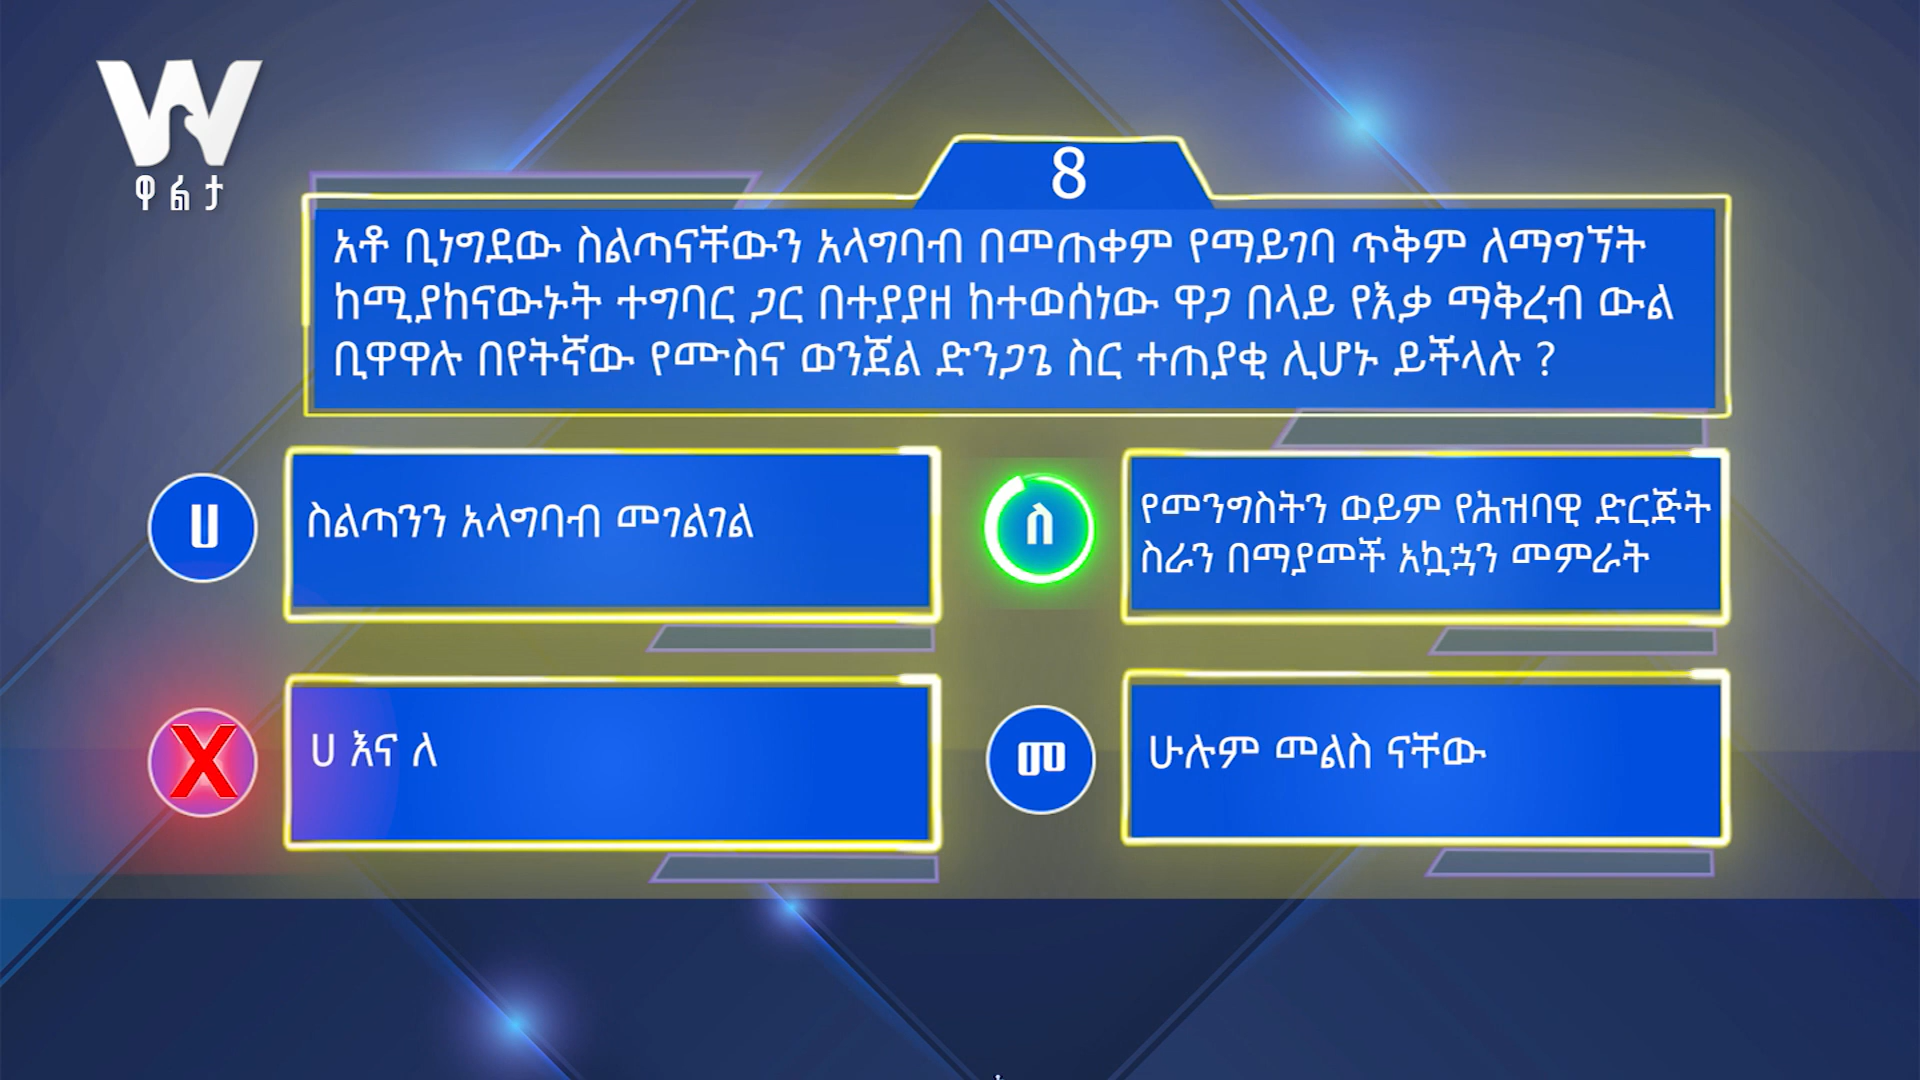 ዋልታ
8
አቶ ቢነግደው ስልጣናቸውን አላግባብ በመጠቀም የማይገባ ጥቅም ለማግኘት
ከሚያከናውኑት ተግባር ጋር በተያያዘ ከተወሰነው ዋጋ በላይ የእቃ ማቅረብ ውል
ቢዋዋሉ በየትኛው የሙስና ወንጀል ድንጋጌ ስር ተጠያቂ ሊሆኑ ይችላሉ ?
ሀ
ስልጣንን አላግባብ መገልገል
ለ
የመንግስትን ወይም የሕዝባዊ ድርጅት
ስራን በማያመች አኳኋን መምራት
X
ሀ እና ለ
መ
ሁሉም መልስ ናቸው